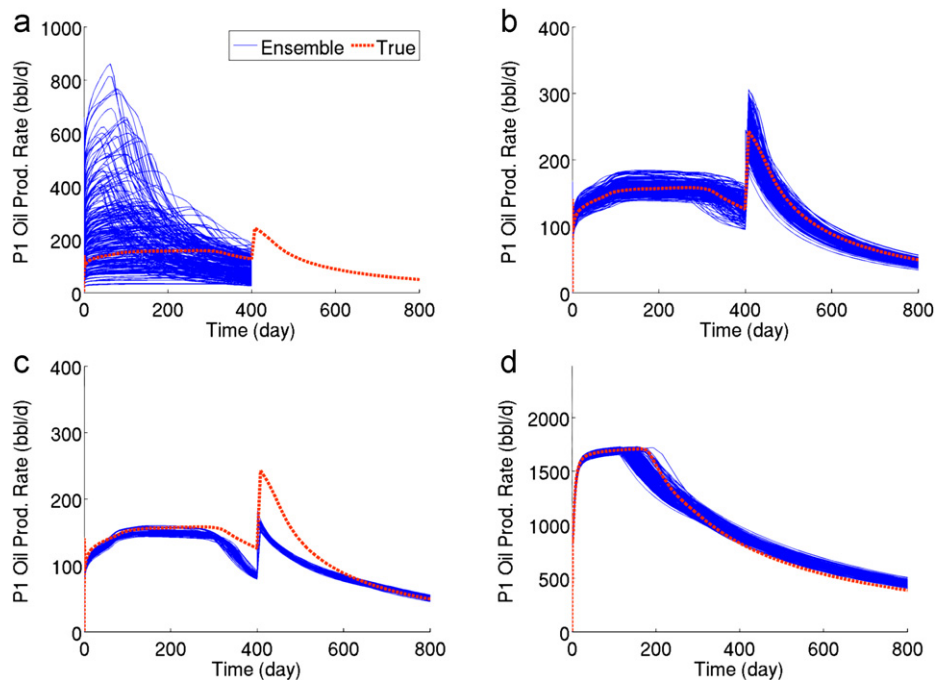 a
1000
800
600
400
200
0
P1 Oil Prod. Rate (bbl/d)
Ensemble
True
0 200 400 600 800
Time (day)
b
400
300
200
100
0
P1 Oil Prod. Rate (bbl/d)
0 200 400 600 800
Time (day)
c
400
300
200
100
0
P1 Oil Prod. Rate (bbl/d)
0 200 400 600 800
Time (day)
d
2000
1500
1000
500
0
P1 Oil Prod. Rate (bbl/d)
0 200 400 600 800
Time (day)